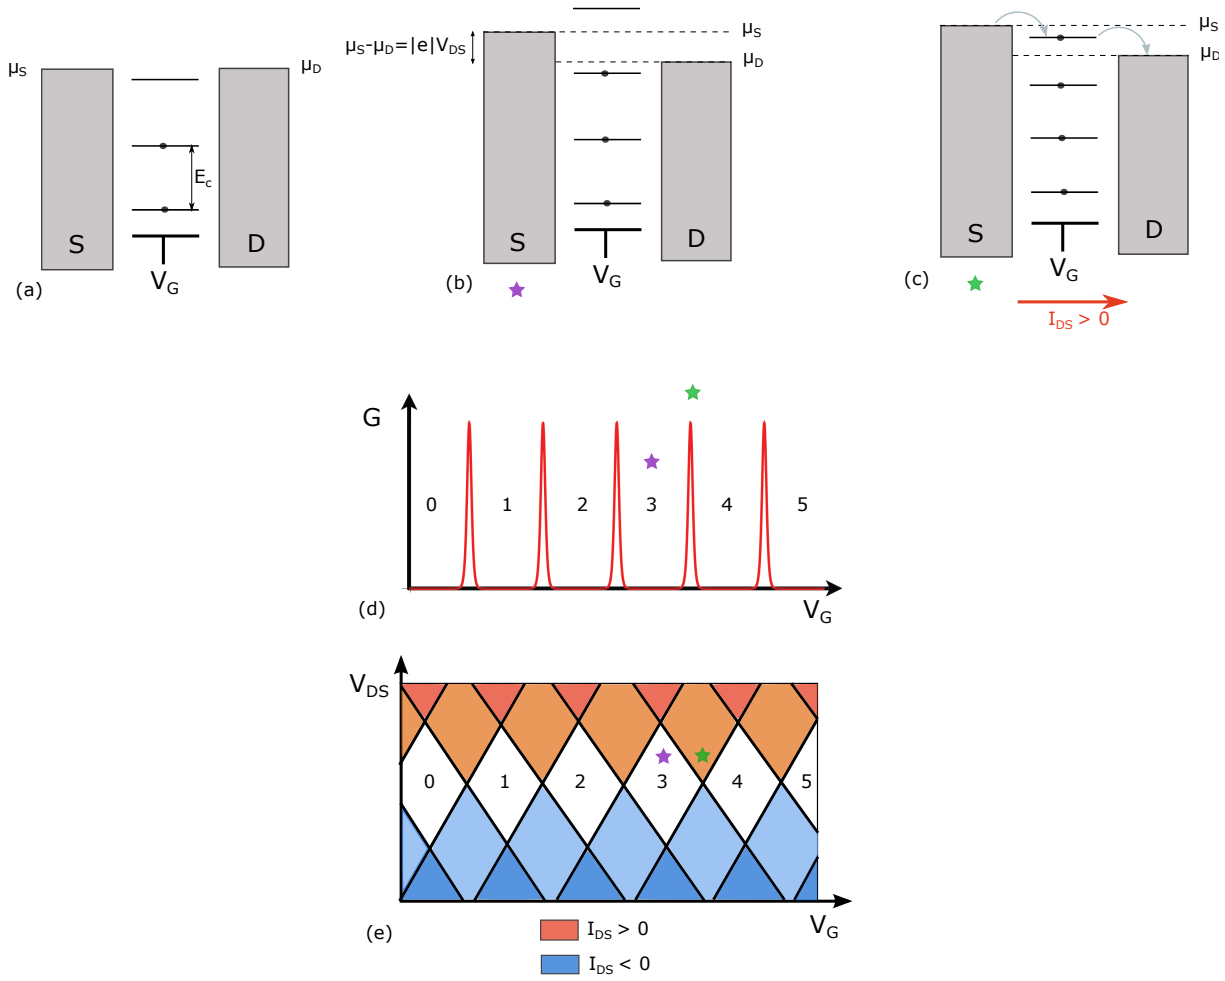 μS
μD
Ec
S
D
VG
(a)
μS-μD=|e|VDS
μS
μD
S
D
VG
(b)
μS
μD
S
D
VG
(c)
IDS > 0
G
0
1
2
3
4
5
VG
(d)
VDS
0
1
2
3
4
5
VG
(e)
IDS > 0
IDS < 0